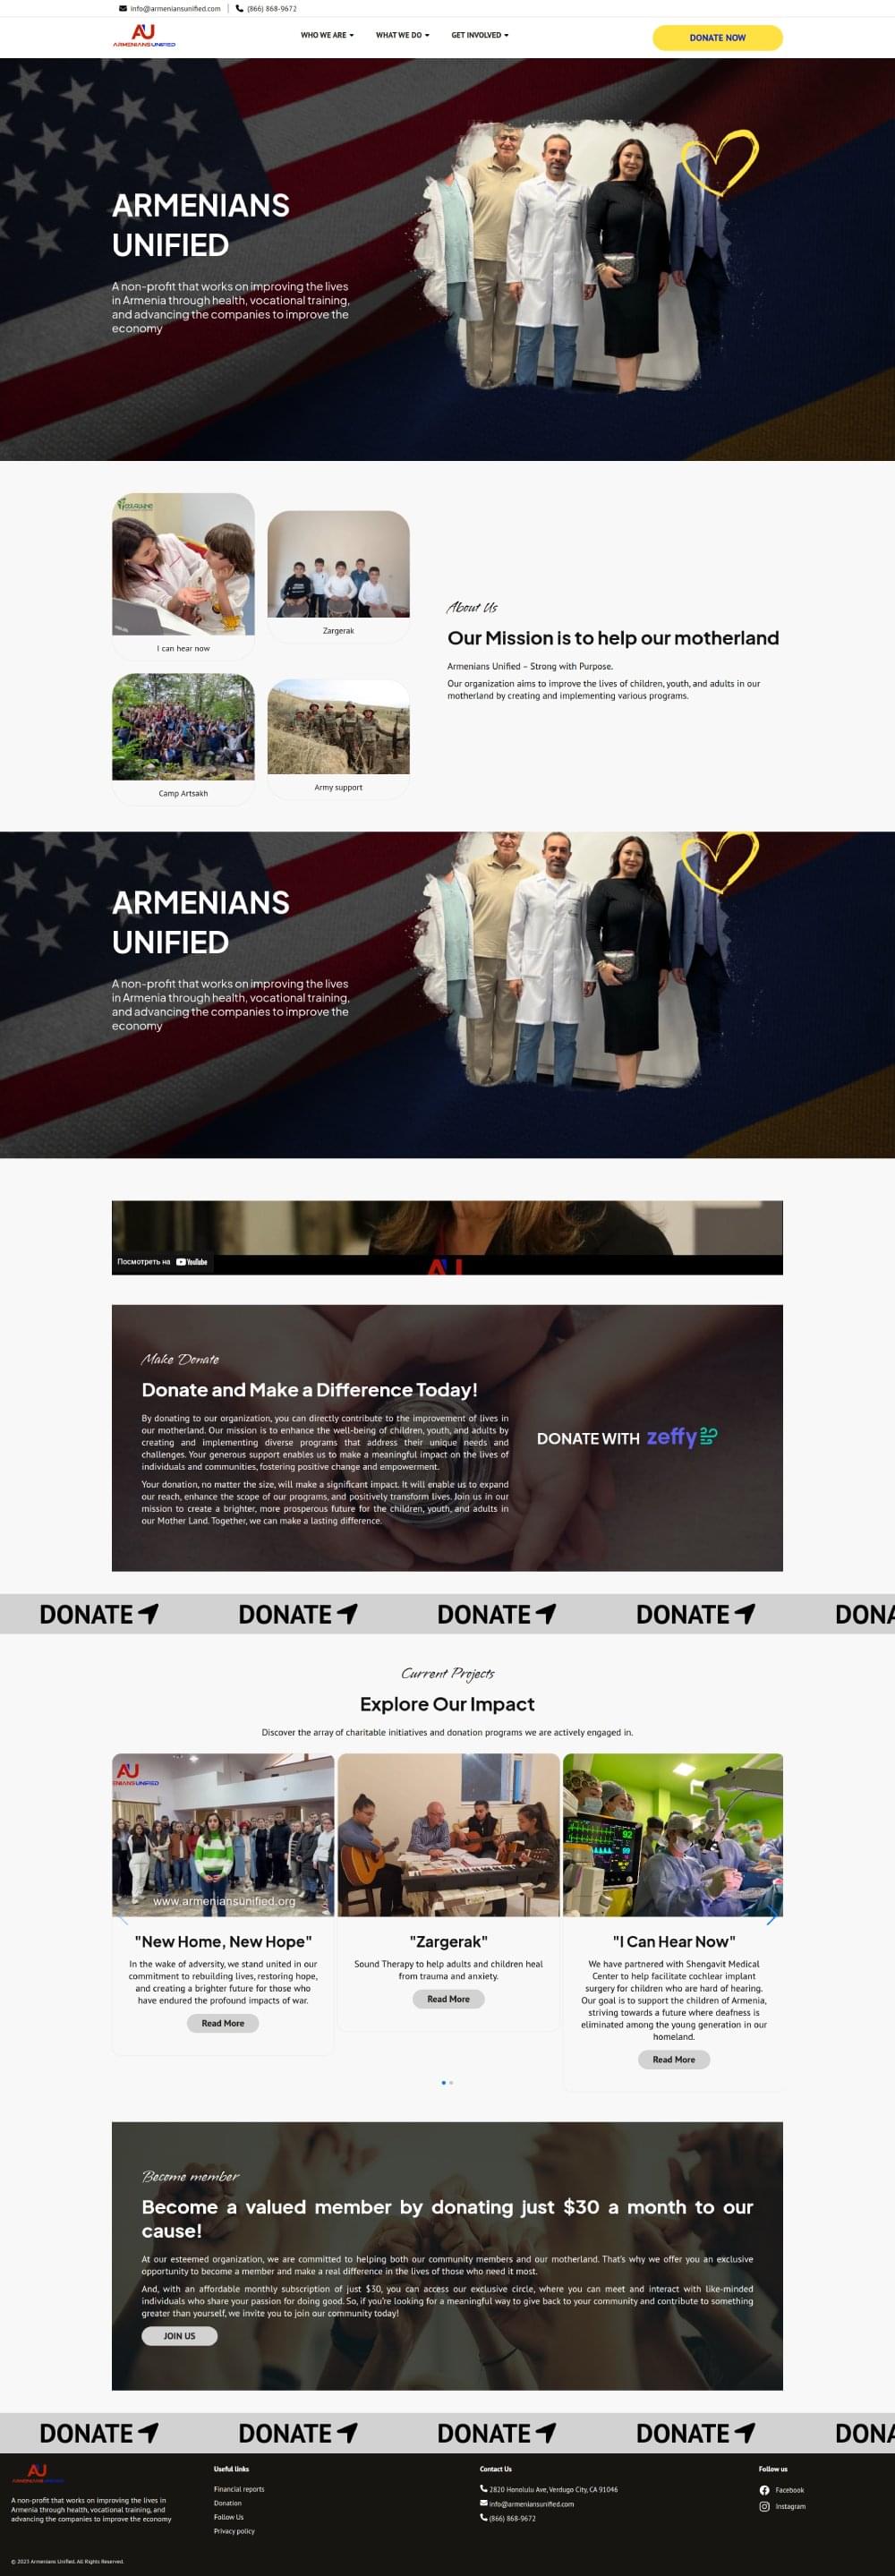 info@armeniansunified.com
(866) 868-9672
AU
ARMENIANS UNIFIED
WHO WE ARE
WHAT WE DO
GET INVOLVED
DONATE NOW
ARMENIANS
UNIFIED
A non-profit that works on improving the lives
in Armenia through health, vocational training,
and advancing the companies to improve the
economy
I can hear now
Zargerak
Camp Artsakh
Army support
About Us
Our Mission is to help our motherland
Armenians Unified – Strong with Purpose.
Our organization aims to improve the lives of children, youth, and adults in our
motherland by creating and implementing various programs.
ARMENIANS
UNIFIED
A non-profit that works on improving the lives
in Armenia through health, vocational training,
and advancing the companies to improve the
economy
Посмотреть на YouTube
AU
Make Donate
Donate and Make a Difference Today!
By donating to our organization, you can directly contribute to the improvement of lives in
our motherland. Our mission is to enhance the well-being of children, youth, and adults by
creating and implementing diverse programs that address their unique needs and
challenges. Your generous support enables us to make a meaningful impact on the lives of
individuals and communities, fostering positive change and empowerment.
Your donation, no matter the size, will make a significant impact. It will enable us to expand
our reach, enhance the scope of our programs, and positively transform lives. Join us in our
mission to create a brighter, more prosperous future for the children, youth, and adults in
our Mother Land. Together, we can make a lasting difference.
DONATE WITH zeffy
DONATE DONATE DONATE DONATE DONA
Current Projects
Explore Our Impact
Discover the array of charitable initiatives and donation programs we are actively engaged in.
AU
ENIANS UNIFIED
www.armeniansunified.org
92
99
"New Home, New Hope"
In the wake of adversity, we stand united in our
commitment to rebuilding lives, restoring hope,
and creating a brighter future for those who
have endured the profound impacts of war.
Read More
"Zargerak"
Sound Therapy to help adults and children heal
from trauma and anxiety.
Read More
"I Can Hear Now"
We have partnered with Shengavit Medical
Center to help facilitate cochlear implant
surgery for children who are hard of hearing.
Our goal is to support the children of Armenia,
striving towards a future where deafness is
eliminated among the young generation in our
homeland.
Read More
Become member
Become a valued member by donating just $30 a month to our
cause!
At our esteemed organization, we are committed to helping both our community members and our motherland. That's why we offer you an exclusive
opportunity to become a member and make a real difference in the lives of those who need it most.
And, with an affordable monthly subscription of just $30, you can access our exclusive circle, where you can meet and interact with like-minded
individuals who share your passion for doing good. So, if you're looking for a meaningful way to give back to your community and contribute to something
greater than yourself, we invite you to join our community today!
JOIN US
DONATE DONATE DONATE DONATE DONA
AU
ARMENIANS UNIFIED
A non-profit that works on improving the lives in
Armenia through health, vocational training, and
advancing the companies to improve the economy
Useful links
Financial reports
Donation
Follow Us
Privacy policy
Contact Us
2820 Honolulu Ave, Verdugo City, CA 91046
info@armeniansunified.com
(866) 868-9672
Follow us
Facebook
Instagram
© 2023 Armenians Unified. All Rights Reserved.